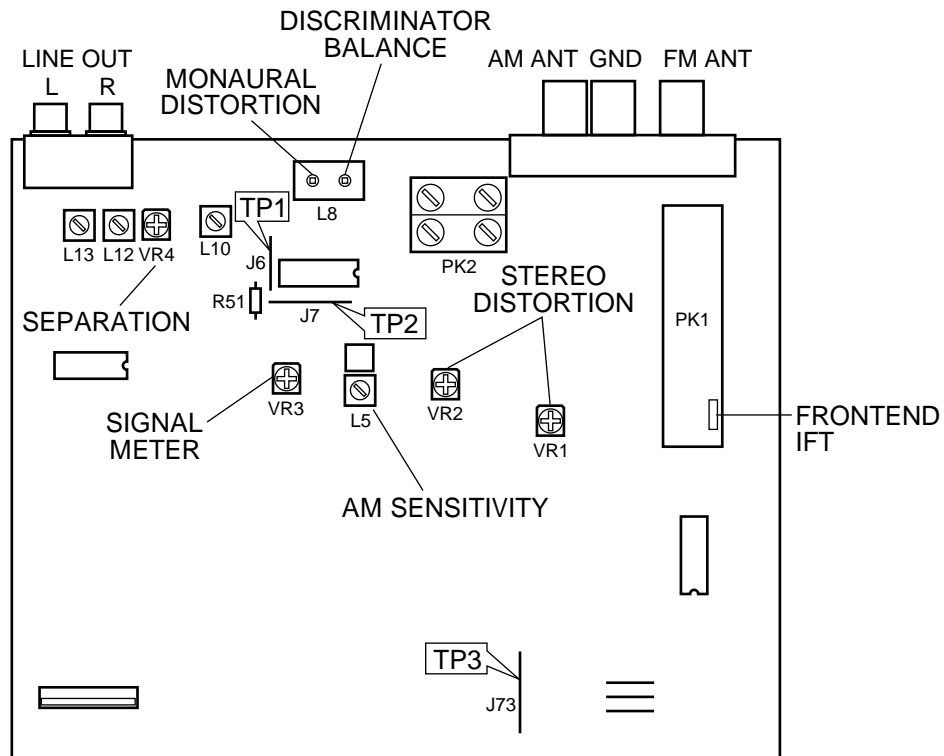 DISCRIMINATOR
BALANCE
LINE OUT
L R
MONAURAL
DISTORTION
AM ANT GND FM ANT
TP1
L8
L13 L12 VR4
L10
J6
PK2
R51
J7
TP2
SEPARATION
STEREO
DISTORTION
PK1
VR3
L5
VR2
VR1
SIGNAL
METER
FRONTEND
IFT
AM SENSITIVITY
TP3
J73